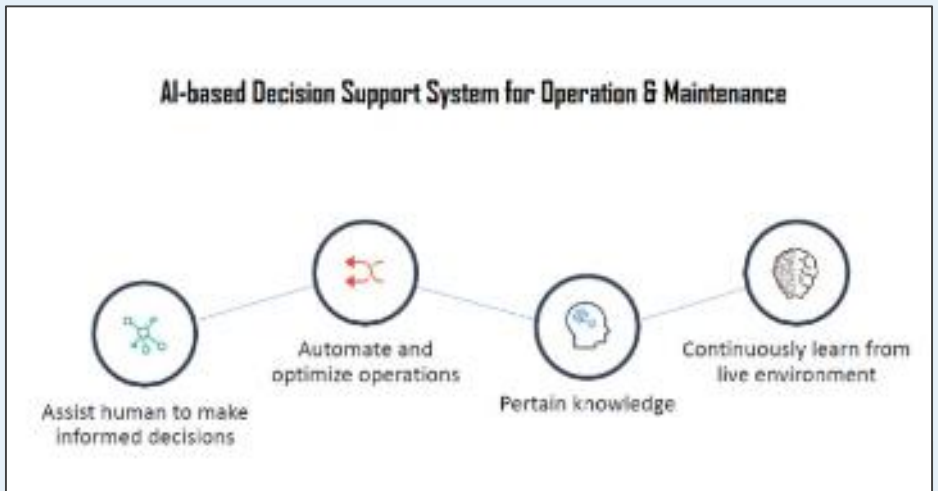 AI-based Decision Support System for Operation & Maintenance
Assist human to make
informed decisions
Automate and
optimize operations
Pertain knowledge
Continuously learn from
live environment